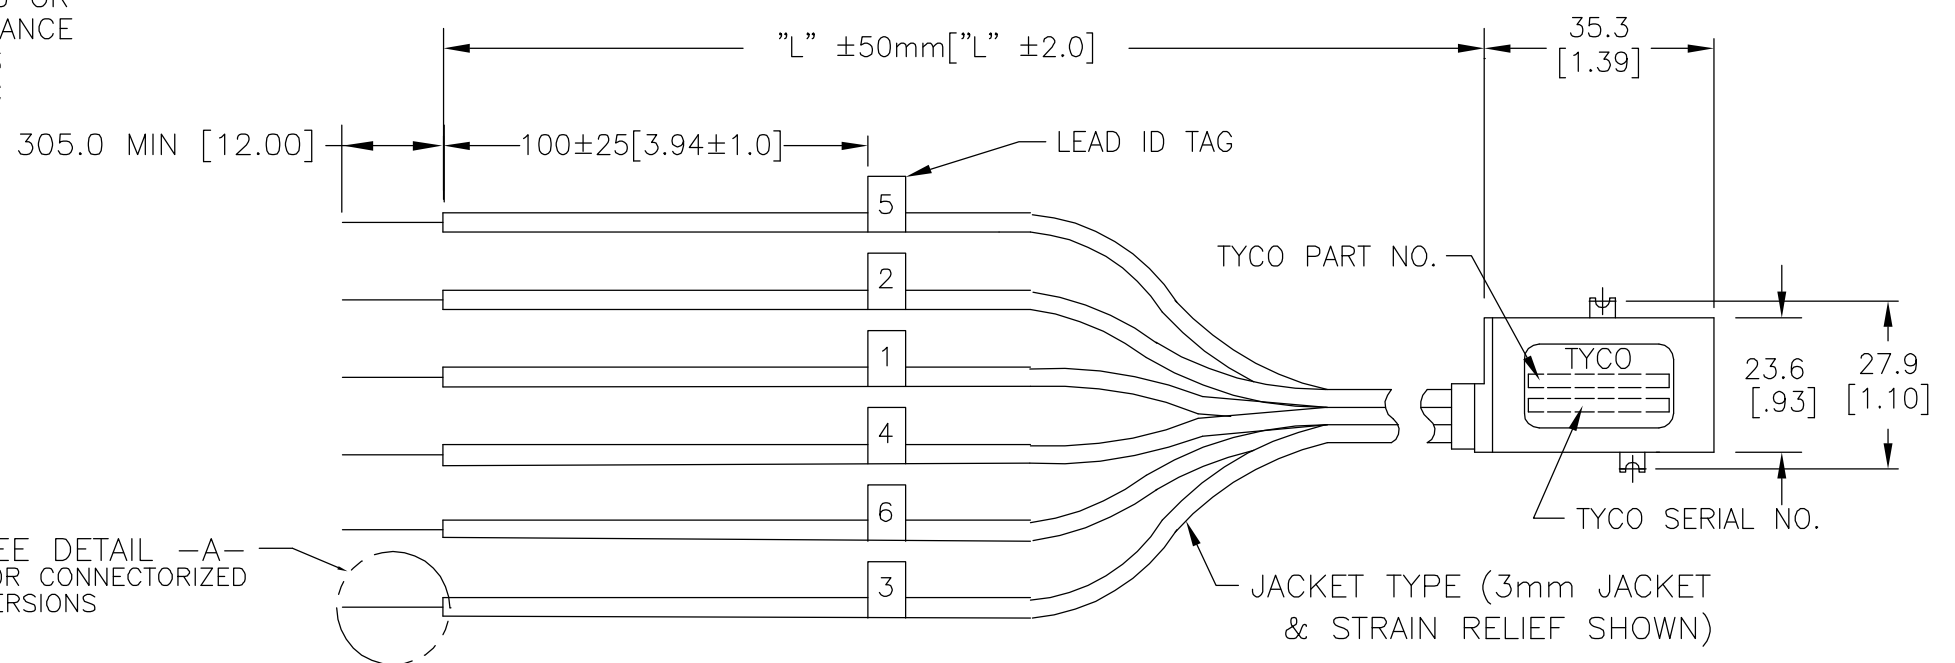 OR
"L" ±50mm["L" ±2.0]
35.3
[1.39]
305.0 MIN [12.00]
100±25[3.94±1.0]
LEAD ID TAG
5
2
1
4
6
3
TYCO PART NO.
TYCO
23.6
[.93]
27.9
[1.10]
TYCO SERIAL NO.
DETAIL -A-
CONNECTORIZED
JACKET TYPE (3mm JACKET
& STRAIN RELIEF SHOWN)